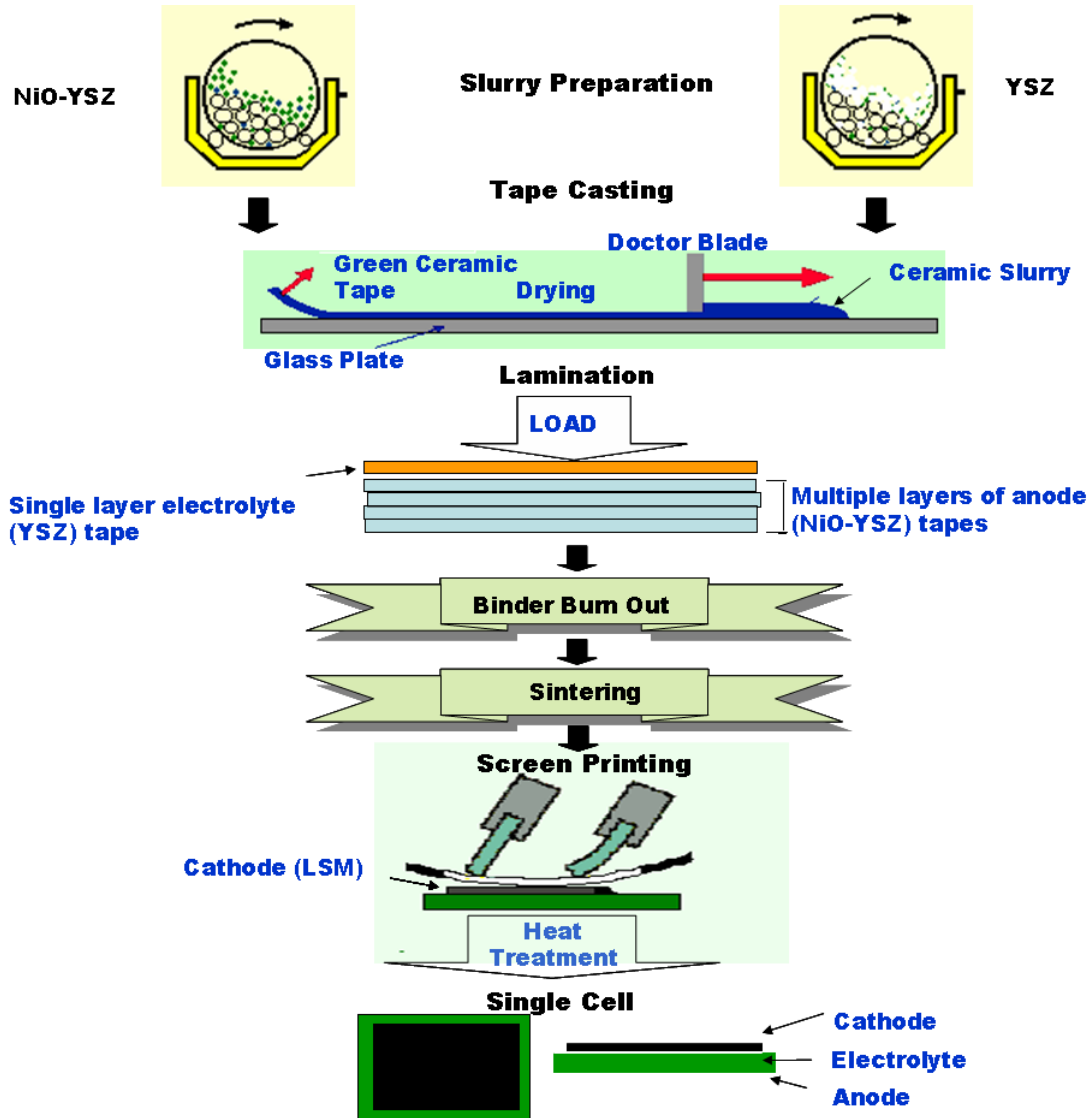 NiO-YSZ
Slurry Preparation
YSZ
Tape Casting
Doctor Blade
Green Ceramic
Tape
Drying
Ceramic Slurry
Glass Plate
Lamination
LOAD
Single layer electrolyte
(YSZ) tape
Multiple layers of anode
(NiO-YSZ) tapes
Binder Burn Out
Sintering
Screen Printing
Cathode (LSM)
Heat
Treatment
Single Cell
Cathode
Electrolyte
Anode